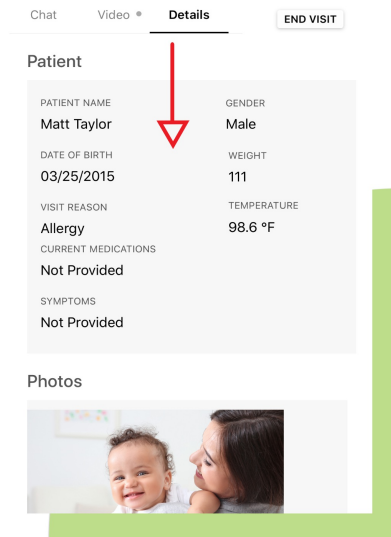 Chat Video Details END VISIT
Patient
PATIENT NAME GENDER
Matt Taylor Male
DATE OF BIRTH WEIGHT
03/25/2015 111
VISIT REASON TEMPERATURE
Allergy 98.6 °F
CURRENT MEDICATIONS
Not Provided
SYMPTOMS
Not Provided
Photos